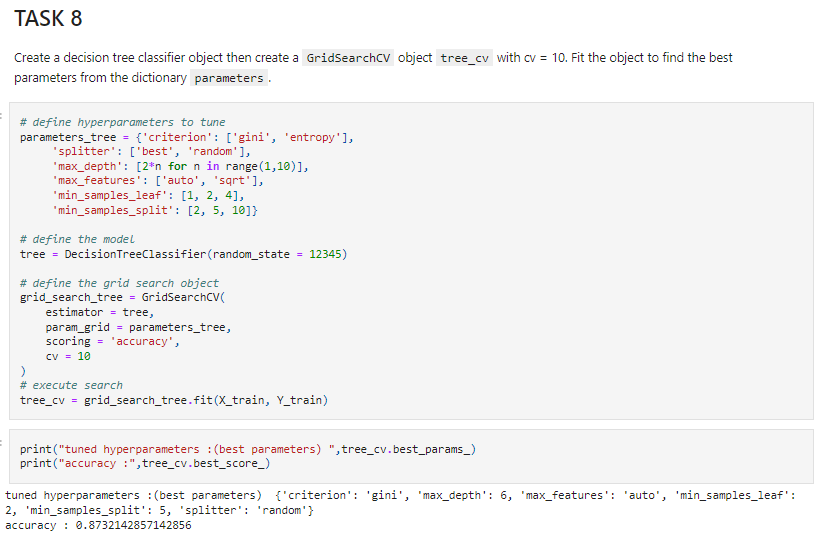 TASK 8
Create a decision tree classifier object then create a GridSearchCV object tree_cv with cv = 10. Fit the object to find the best
parameters from the dictionary parameters.
# define hyperparameters to tune
parameters_tree = {'criterion': ['gini', 'entropy'],
     'splitter': ['best', 'random'],
     'max_depth': [2*n for n in range(1,10)],
     'max_features': ['auto', 'sqrt'],
     'min_samples_leaf': [1, 2, 4],
     'min_samples_split': [2, 5, 10]}
# define the model
tree = DecisionTreeClassifier(random_state = 12345)
# define the grid search object
grid_search_tree = GridSearchCV(
    estimator = tree,
    param_grid = parameters_tree,
    scoring = 'accuracy',
    cv = 10
)
# execute search
tree_cv = grid_search_tree.fit(X_train, Y_train)
print("tuned hyperparameters :(best parameters) ",tree_cv.best_params_)
print("accuracy :",tree_cv.best_score_)
tuned hyperparameters :(best parameters)  {'criterion': 'gini', 'max_depth': 6, 'max_features': 'auto', 'min_samples_leaf':
2, 'min_samples_split': 5, 'splitter': 'random'}
accuracy : 0.8732142857142856